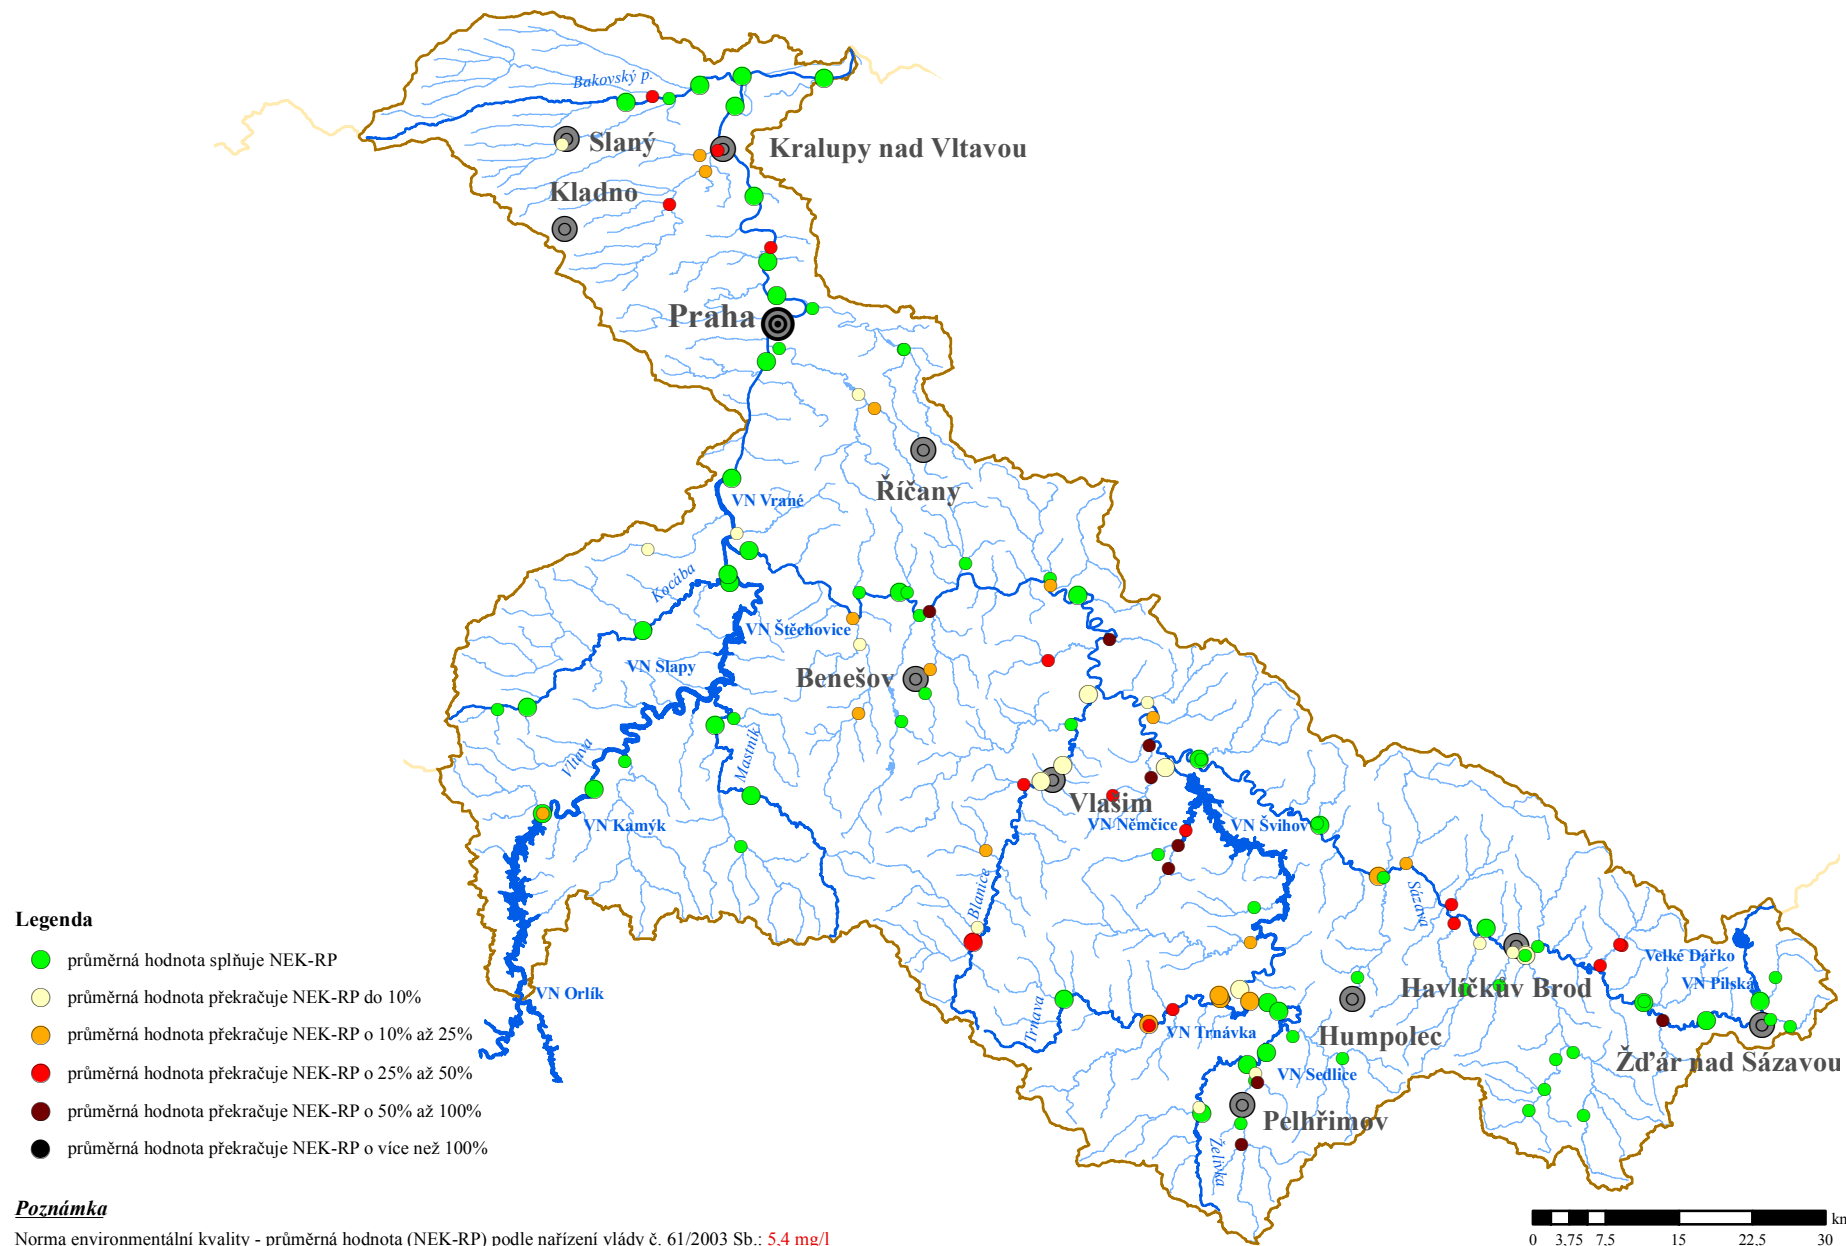 Bakovský p.
Slaný
Kralupy nad Vltavou
Kladno
Praha
Říčany
VN Vrané
Kocába
VN Štěchovice
VN Slapy
Benešov
Vltava
Mastník
VN Kamýk
Vlašim
VN Němčice
VN Švihov
Blanice
Sázava
Legenda
průměrná hodnota splňuje NEK-RP
průměrná hodnota překračuje NEK-RP do 10%
průměrná hodnota překračuje NEK-RP o 10% až 25%
průměrná hodnota překračuje NEK-RP o 25% až 50%
průměrná hodnota překračuje NEK-RP o 50% až 100%
průměrná hodnota překračuje NEK-RP o více než 100%
VN Orlík
Velké Dářko
VN Pilská
Havlíčkův Brod
Trnava
VN Trnávka
Humpolec
VN Sedlice
Žďár nad Sázavou
Pelhřimov
Želivka
Poznámka
Norma environmentální kvality - průměrná hodnota (NEK-RP) podle nařízení vlády č. 61/2003 Sb.: 5,4 mg/l
km
0 3,75 7,5 15 22,5 30